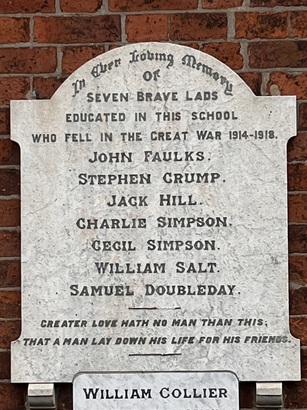 In Ever Loving Memory
OF
SEVEN BRAVE LADS
EDUCATED IN THIS SCHOOL
WHO FELL IN THE GREAT WAR 1914-1918.
JOHN FAULKS.
STEPHEN CRUMP.
JACK HILL.
CHARLIE SIMPSON.
CECIL SIMPSON.
WILLIAM SALT.
SAMUEL DOUBLEDAY.
GREATER LOVE HATH NO MAN THAN THIS,
THAT A MAN LAY DOWN HIS LIFE FOR HIS FRIENDS.
WILLIAM COLLIER